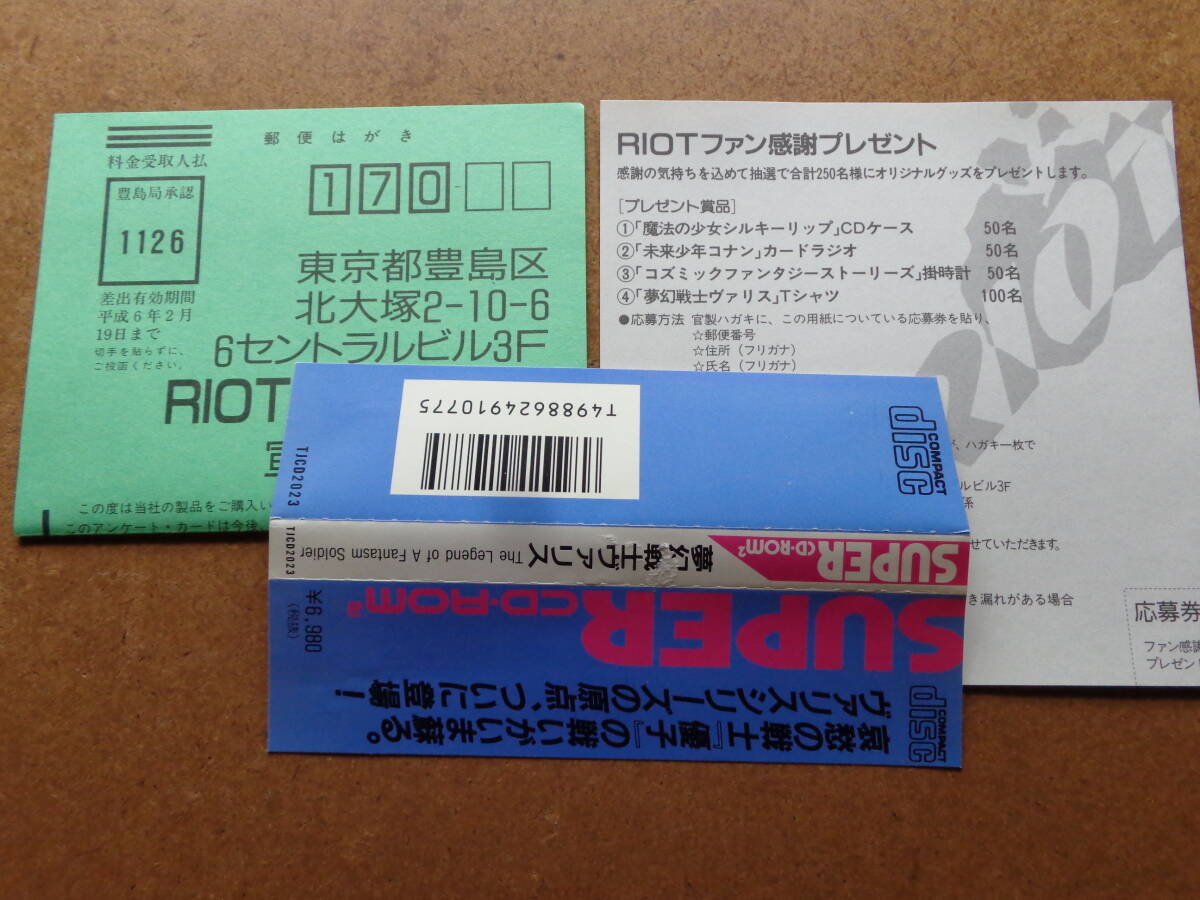 郵便はがき
料金受取人払
豊島局承認
1126
差出有効期間
平成6年2月
19日まで
切手を貼らずに、
ご投函ください。
170
東京都豊島区
北大塚2-10-6
6セントラルビル3F
RIOT
この度は当社の製品をご購入い
このアンケート・カードは今後、
RIOTファン感謝プレゼント
感謝の気持ちを込めて抽選で合計250名様にオリジナルグッズをプレゼントします。
[プレゼント賞品]
①「魔法の少女シルキーリップ」CDケース 50名
②「未来少年コナン」カードラジオ 50名
③「コズミックファンタジーストーリーズ」掛時計 50名
④「夢幻戦士ヴァリス」Tシャツ 100名
●応募方法 官製ハガキに、この用紙についている応募券を貼り、
☆郵便番号
☆住所(フリガナ)
☆氏名(フリガナ)
、ハガキ一枚で
ルビル3F
係
せていただきます。
き漏れがある場合
応募券
ファン感謝
プレゼン
RIOT
T4988624910775
TJCD2023
COMPACT
disc
TJCD2023
夢幻戦士ヴァリス The Legend of A Fantasm Soldier
SUPER
CD-ROM²
SUPER
CD-ROM²
¥6,980
(税抜)
哀愁の戦士『優子』の戦いがいま蘇る。
ヴァリスシリーズの原点、ついに登場!
COMPACT
disc